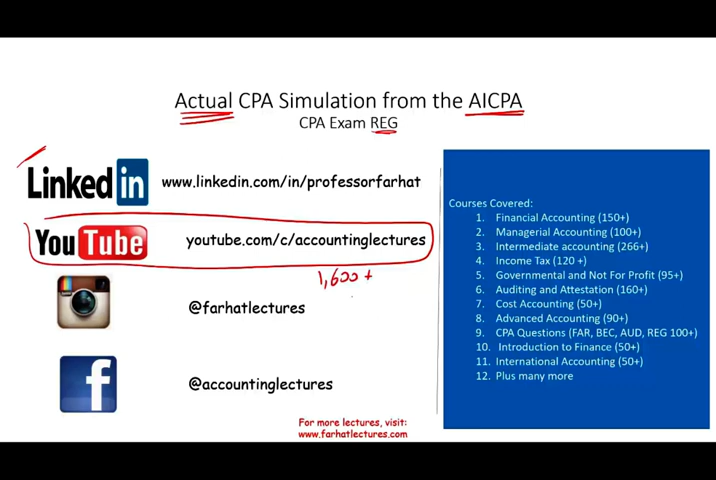 Actual CPA Simulation from the AICPA
CPA Exam REG
Linked in
www.linkedin.com/in/professorfarhat
YouTube
youtube.com/c/accountinglectures
1,600 +
@farhatlectures
f
@accountinglectures
For more lectures, visit:
www.farhatlectures.com
Courses Covered:
1. Financial Accounting (150+)
2. Managerial Accounting (100+)
3. Intermediate accounting (266+)
4. Income Tax (120 +)
5. Governmental and Not For Profit (95+)
6. Auditing and Attestation (160+)
7. Cost Accounting (50+)
8. Advanced Accounting (90+)
9. CPA Questions (FAR, BEC, AUD, REG 100+)
10. Introduction to Finance (50+)
11. International Accounting (50+)
12. Plus many more